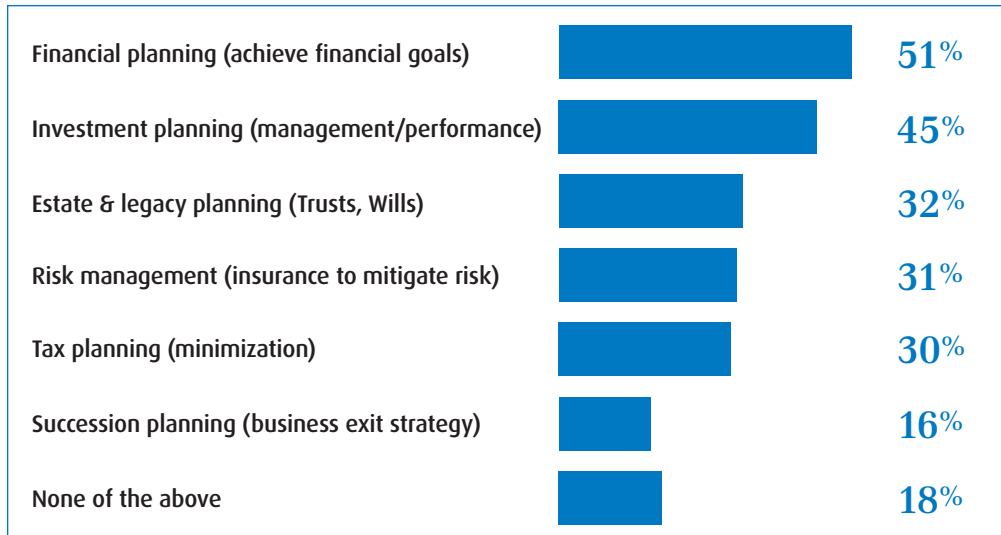 Financial planning (achieve financial goals) 51%
Investment planning (management/performance) 45%
Estate & legacy planning (Trusts, Wills) 32%
Risk management (insurance to mitigate risk) 31%
Tax planning (minimization) 30%
Succession planning (business exit strategy) 16%
None of the above 18%